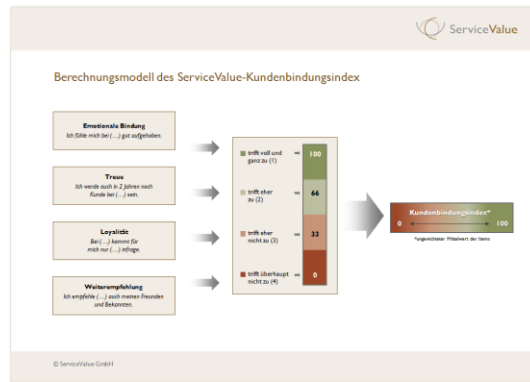 ServiceValue
Berechnungsmodell des ServiceValue-Kundenbindungsindex
Emotionale Bindung
Ich fühle mich bei (...) gut aufgehoben.
Treue
Ich werde auch in 2 Jahren noch
Kunde bei (...) sein.
Loyalität
Bei (...) kommt für
mich nur (...) infrage.
Weiterempfehlung
Ich empfehle (...) auch meinen Freunden
und Bekannten.
trifft voll und
ganz zu (1)
100
trifft eher
zu (2)
66
trifft eher
nicht zu (3)
33
trifft überhaupt
nicht zu (4)
0
Kundenbindungsindex*
0 100
*ungewichteter Mittelwert der Items
© ServiceValue GmbH